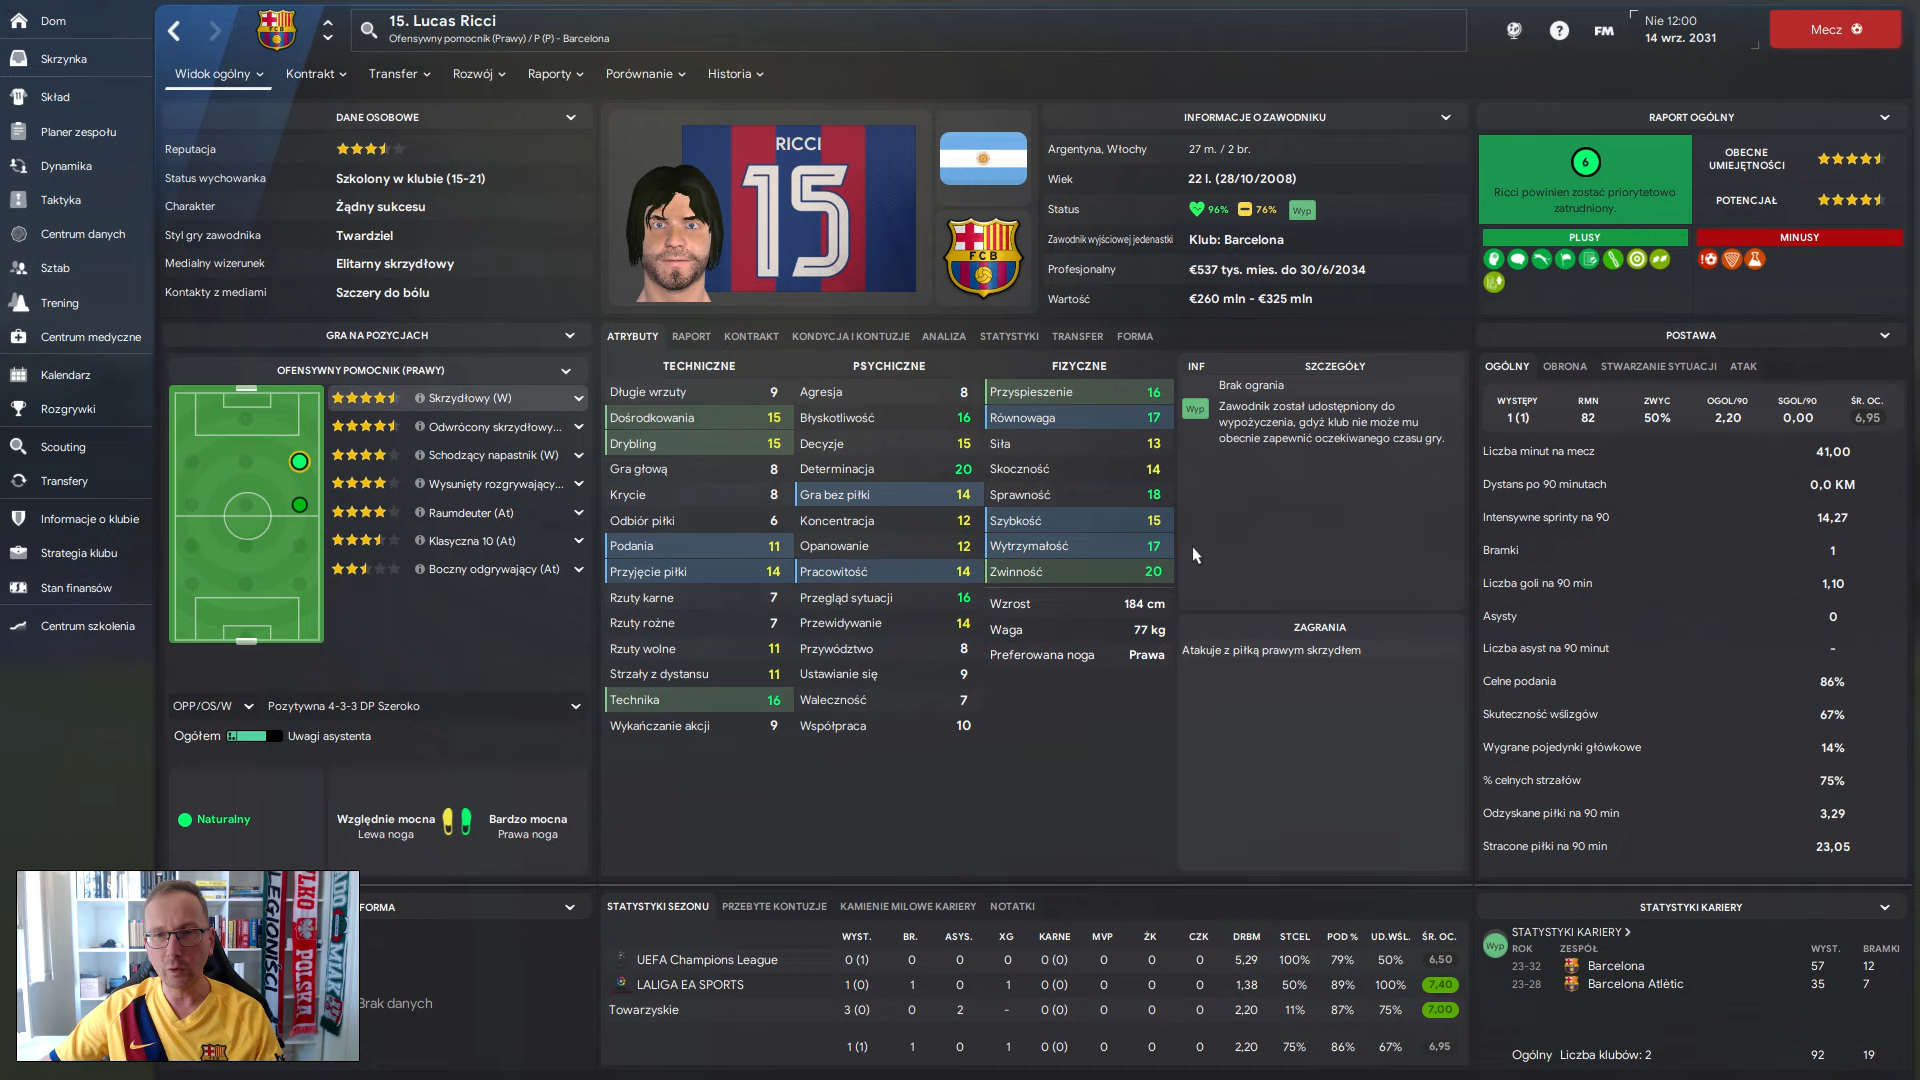 Dom
Skrzynka
Skład
Planer zespołu
Dynamika
Taktyka
Centrum danych
Sztab
Trening
Centrum medyczne
Kalendarz
Rozgrywki
Scouting
Transfery
Informacje o klubie
Strategia klubu
Stan finansów
Centrum szkolenia
15. Lucas Ricci
Ofensywny pomocnik (Prawy) / P (P) - Barcelona
FM
Nie 12:00
14 wrz. 2031
Mecz
Widok ogólny
Kontrakt
Transfer
Rozwój
Raporty
Porównanie
Historia
DANE OSOBOWE
Reputacja
Status wychowanka Szkolony w klubie (15-21)
Charakter Żądny sukcesu
Styl gry zawodnika Twardziel
Medialny wizerunek Elitarny skrzydłowy
Kontakty z mediami Szczery do bólu
RICCI
15
FCB
INFORMACJE O ZAWODNIKU
Argentyna, Włochy 27 m. / 2 br.
Wiek 22 l. (28/10/2008)
Status 96% 76% Wyp
Zawodnik wyjściowej jedenastki Klub: Barcelona
Profesjonalny €537 tys. mies. do 30/6/2034
Wartość €260 mln - €325 mln
RAPORT OGÓLNY
6
Ricci powinien zostać priorytetowo
zatrudniony.
OBECNE
UMIEJĘTNOŚCI
POTENCJAŁ
PLUSY
MINUSY
GRA NA POZYCJACH
OFENSYWNY POMOCNIK (PRAWY)
Skrzydłowy (W)
Odwrócony skrzydłowy...
Schodzący napastnik (W)
Wysunięty rozgrywający...
Raumdeuter (At)
Klasyczna 10 (At)
Boczny odgrywający (At)
OPP/OS/W Pozytywna 4-3-3 DP Szeroko
Ogółem Uwagi asystenta
Naturalny
Względnie mocna
Lewa noga
Bardzo mocna
Prawa noga
ATRYBUTY RAPORT KONTRAKT KONDYCJA I KONTUZJE ANALIZA STATYSTYKI TRANSFER FORMA
TECHNICZNE
Długie wrzuty 9
Dośrodkowania 15
Drybling 15
Gra głową 8
Krycie 8
Odbiór piłki 6
Podania 11
Przyjęcie piłki 14
Rzuty karne 7
Rzuty rożne 7
Rzuty wolne 11
Strzały z dystansu 11
Technika 16
Wykańczanie akcji 9
PSYCHICZNE
Agresja 8
Błyskotliwość 16
Decyzje 15
Determinacja 20
Gra bez piłki 14
Koncentracja 12
Opanowanie 12
Pracowitość 14
Przegląd sytuacji 16
Przewidywanie 14
Przywództwo 8
Ustawianie się 9
Waleczność 7
Współpraca 10
FIZYCZNE
Przyspieszenie 16
Równowaga 17
Siła 13
Skoczność 14
Sprawność 18
Szybkość 15
Wytrzymałość 17
Zwinność 20
Wzrost 184 cm
Waga 77 kg
Preferowana noga Prawa
INF SZCZEGÓŁY
Brak ogrania
Wyp
Zawodnik został udostępniony do
wypożyczenia, gdyż klub nie może mu
obecnie zapewnić oczekiwanego czasu gry.
ZAGRANIA
Atakuje z piłką prawym skrzydłem
POSTAWA
OGÓLNY OBRONA STWARZANIE SYTUACJI ATAK
WYSTĘPY RMN ZWYC OGOL/90 SGOL/90 ŚR. OC.
1 (1) 82 50% 2,20 0,00 6,95
Liczba minut na mecz 41,00
Dystans po 90 minutach 0,0 KM
Intensywne sprinty na 90 14,27
Bramki 1
Liczba goli na 90 min 1,10
Asysty 0
Liczba asyst na 90 minut -
Celne podania 86%
Skuteczność wślizgów 67%
Wygrane pojedynki główkowe 14%
% celnych strzałów 75%
Odzyskane piłki na 90 min 3,29
Stracone piłki na 90 min 23,05
FORMA
Brak danych
LEGIONIŚCI
POLSKA
STATYSTYKI SEZONU PRZEBYTE KONTUZJE KAMIENIE MILOWE KARIERY NOTATKI
WYST. BR. ASYS. XG KARNE MVP ŻK CZK DRBM STCEL POD % UD.WŚL. ŚR. OC.
UEFA Champions League 0 (1) 0 0 0 0 (0) 0 0 0 5,29 100% 79% 50% 6,50
LALIGA EA SPORTS 1 (0) 1 0 1 0 (0) 0 0 0 1,38 50% 89% 100% 7,40
Towarzyskie 3 (0) 0 2 - 0 (0) 0 0 0 2,20 11% 87% 75% 7,00
1 (1) 1 0 1 0 (0) 0 0 0 2,20 75% 86% 67% 6,95
STATYSTYKI KARIERY
Wyp
STATYSTYKI KARIERY
ROK ZESPÓŁ WYST. BRAMKI
23-32 Barcelona 57 12
23-28 Barcelona Atlètic 35 7
Ogólny Liczba klubów: 2 92 19